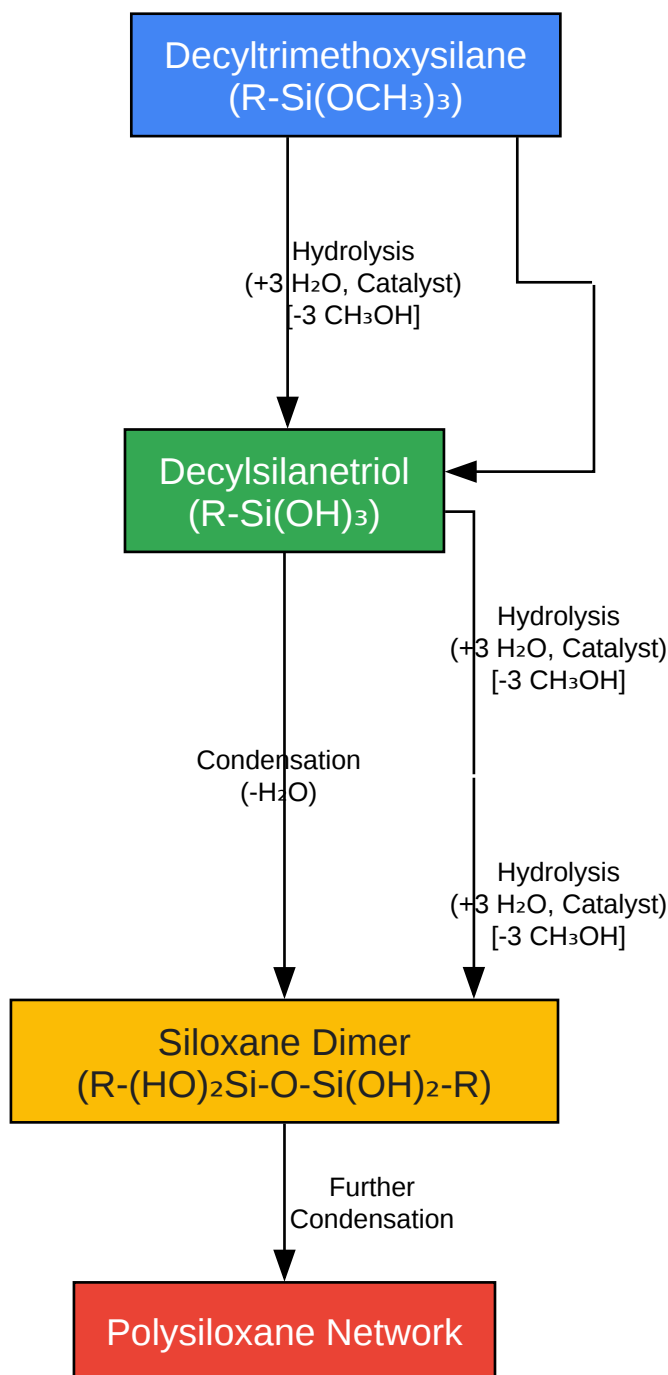 Decyltrimethoxysilane
(R-Si(OCH₃)₃)
Hydrolysis
(+3 H₂O, Catalyst)
[-3 CH₃OH]
Decylsilanetriol
(R-Si(OH)₃)
Hydrolysis
(+3 H₂O, Catalyst)
[-3 CH₃OH]
Condensation
(-H₂O)
Hydrolysis
(+3 H₂O, Catalyst)
[-3 CH₃OH]
Siloxane Dimer
(R-(HO)₂Si-O-Si(OH)₂-R)
Further
Condensation
Polysiloxane Network